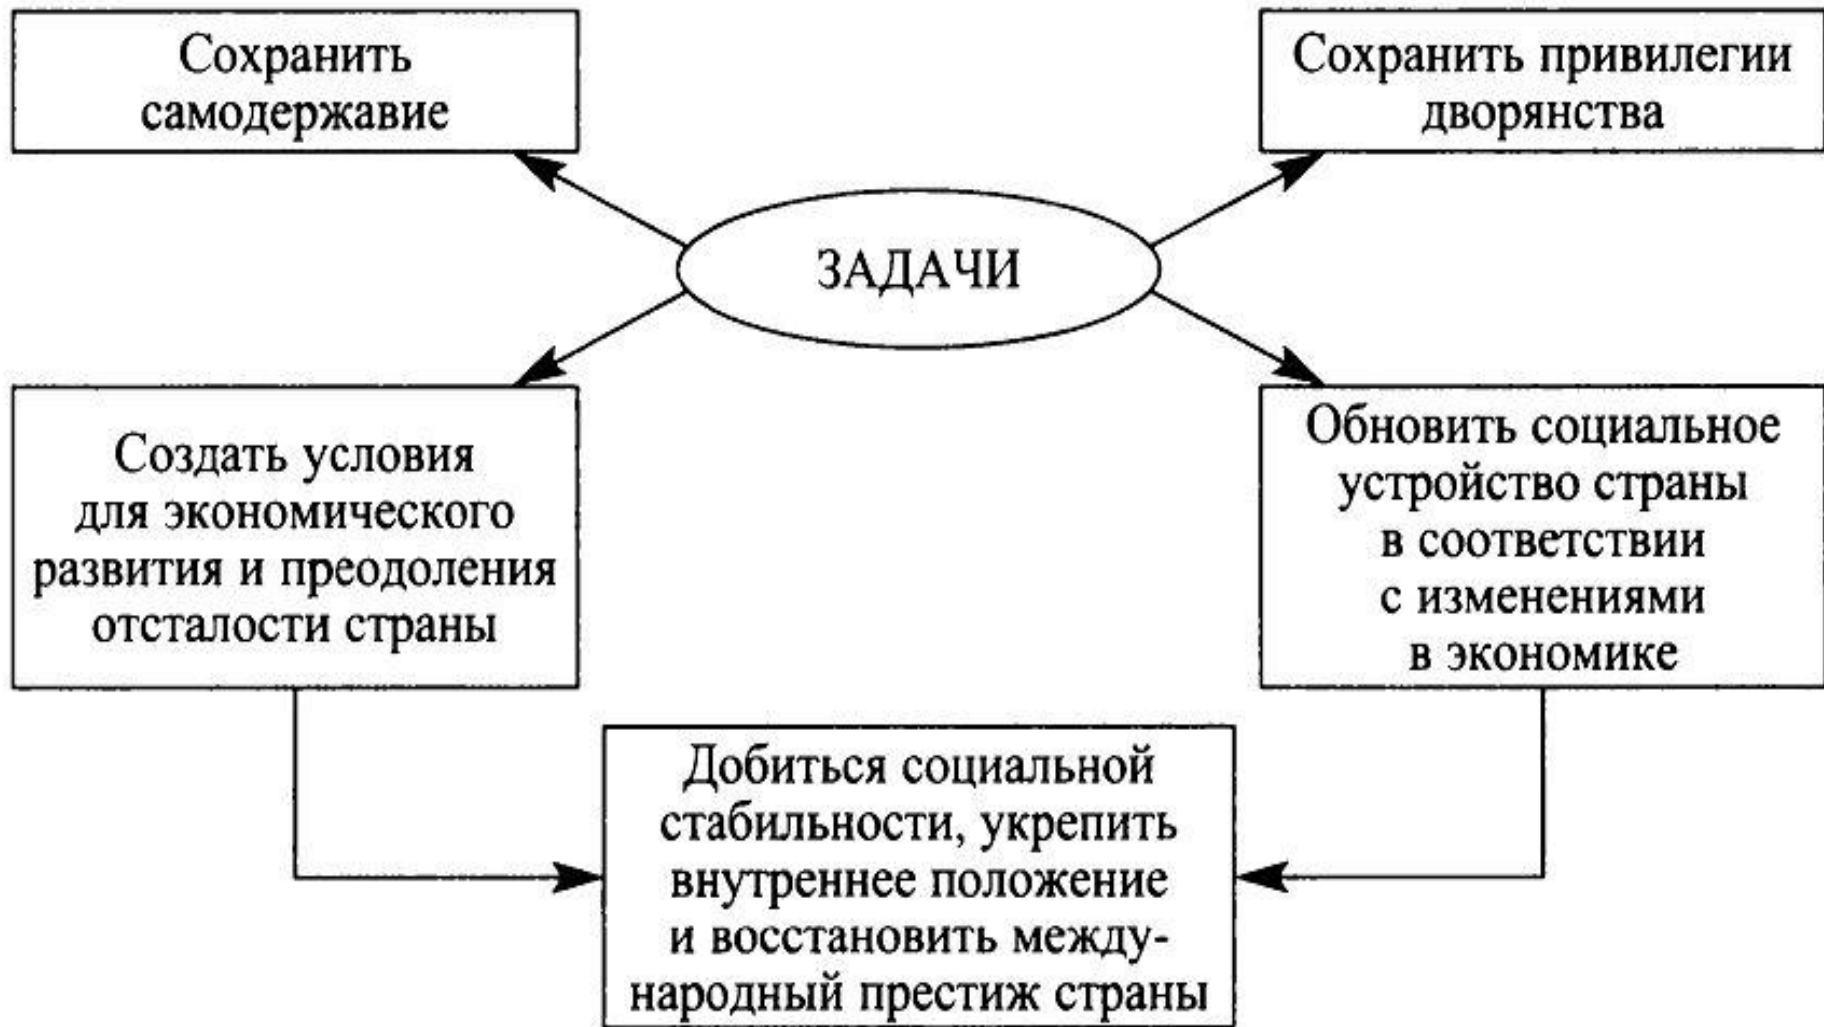 Сохранить
самодержавие
Сохранить привилегии
дворянства
ЗАДАЧИ
Создать условия
для экономического
развития и преодоления
отсталости страны
Обновить социальное
устройство страны
в соответствии
с изменениями
в экономике
Добиться социальной
стабильности, укрепить
внутреннее положение
и восстановить между-
народный престиж страны